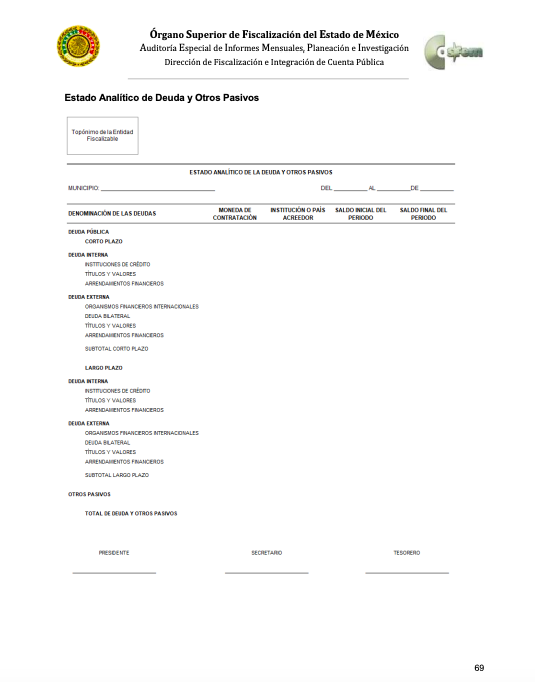 Órgano Superior de Fiscalización del Estado de México
Auditoría Especial de Informes Mensuales, Planeación e Investigación
Dirección de Fiscalización e Integración de Cuenta Pública
osfem
Estado Analítico de Deuda y Otros Pasivos
Topónimo de la Entidad
Fiscalizable
ESTADO ANALÍTICO DE LA DEUDA Y OTROS PASIVOS
MUNICIPIO: ____________ DEL ________ AL ________ DE ________
DENOMINACIÓN DE LAS DEUDAS
MONEDA DE
CONTRATACIÓN
INSTITUCIÓN O PAÍS
ACREEDOR
SALDO INICIAL DEL
PERIODO
SALDO FINAL DEL
PERIODO
DEUDA PÚBLICA
CORTO PLAZO
DEUDA INTERNA
INSTITUCIONES DE CRÉDITO
TÍTULOS Y VALORES
ARRENDAMIENTOS FINANCIEROS
DEUDA EXTERNA
ORGANISMOS FINANCIEROS INTERNACIONALES
DEUDA BILATERAL
TÍTULOS Y VALORES
ARRENDAMIENTOS FINANCIEROS
SUBTOTAL CORTO PLAZO
LARGO PLAZO
DEUDA INTERNA
INSTITUCIONES DE CRÉDITO
TÍTULOS Y VALORES
ARRENDAMIENTOS FINANCIEROS
DEUDA EXTERNA
ORGANISMOS FINANCIEROS INTERNACIONALES
DEUDA BILATERAL
TÍTULOS Y VALORES
ARRENDAMIENTOS FINANCIEROS
SUBTOTAL LARGO PLAZO
OTROS PASIVOS
TOTAL DE DEUDA Y OTROS PASIVOS
PRESIDENTE SECRETARIO TESORERO
69